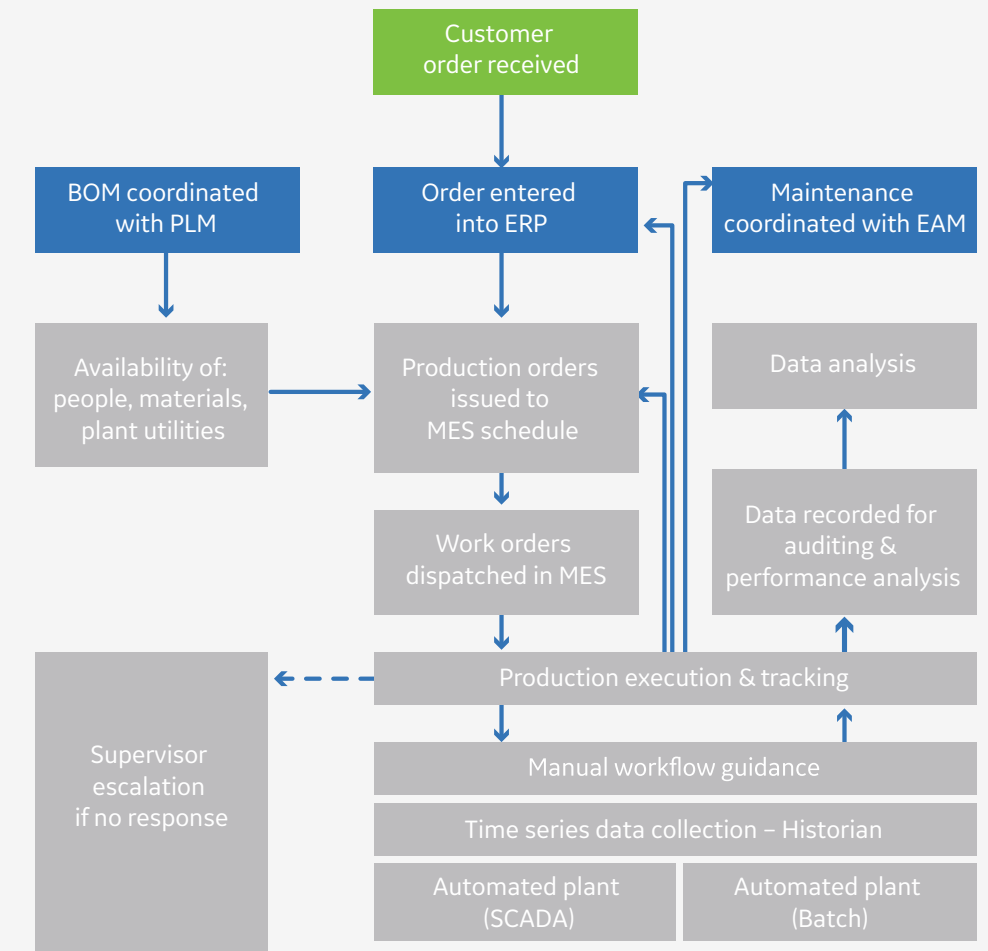 Customer
order received
BOM coordinated
with PLM
Order entered
into ERP
Maintenance
coordinated with EAM
Availability of:
people, materials,
plant utilities
Production orders
issued to
MES schedule
Data analysis
Work orders
dispatched in MES
Data recorded for
auditing &
performance analysis
Production execution & tracking
Supervisor
escalation
if no response
Manual workflow guidance
Time series data collection – Historian
Automated plant
(SCADA)
Automated plant
(Batch)